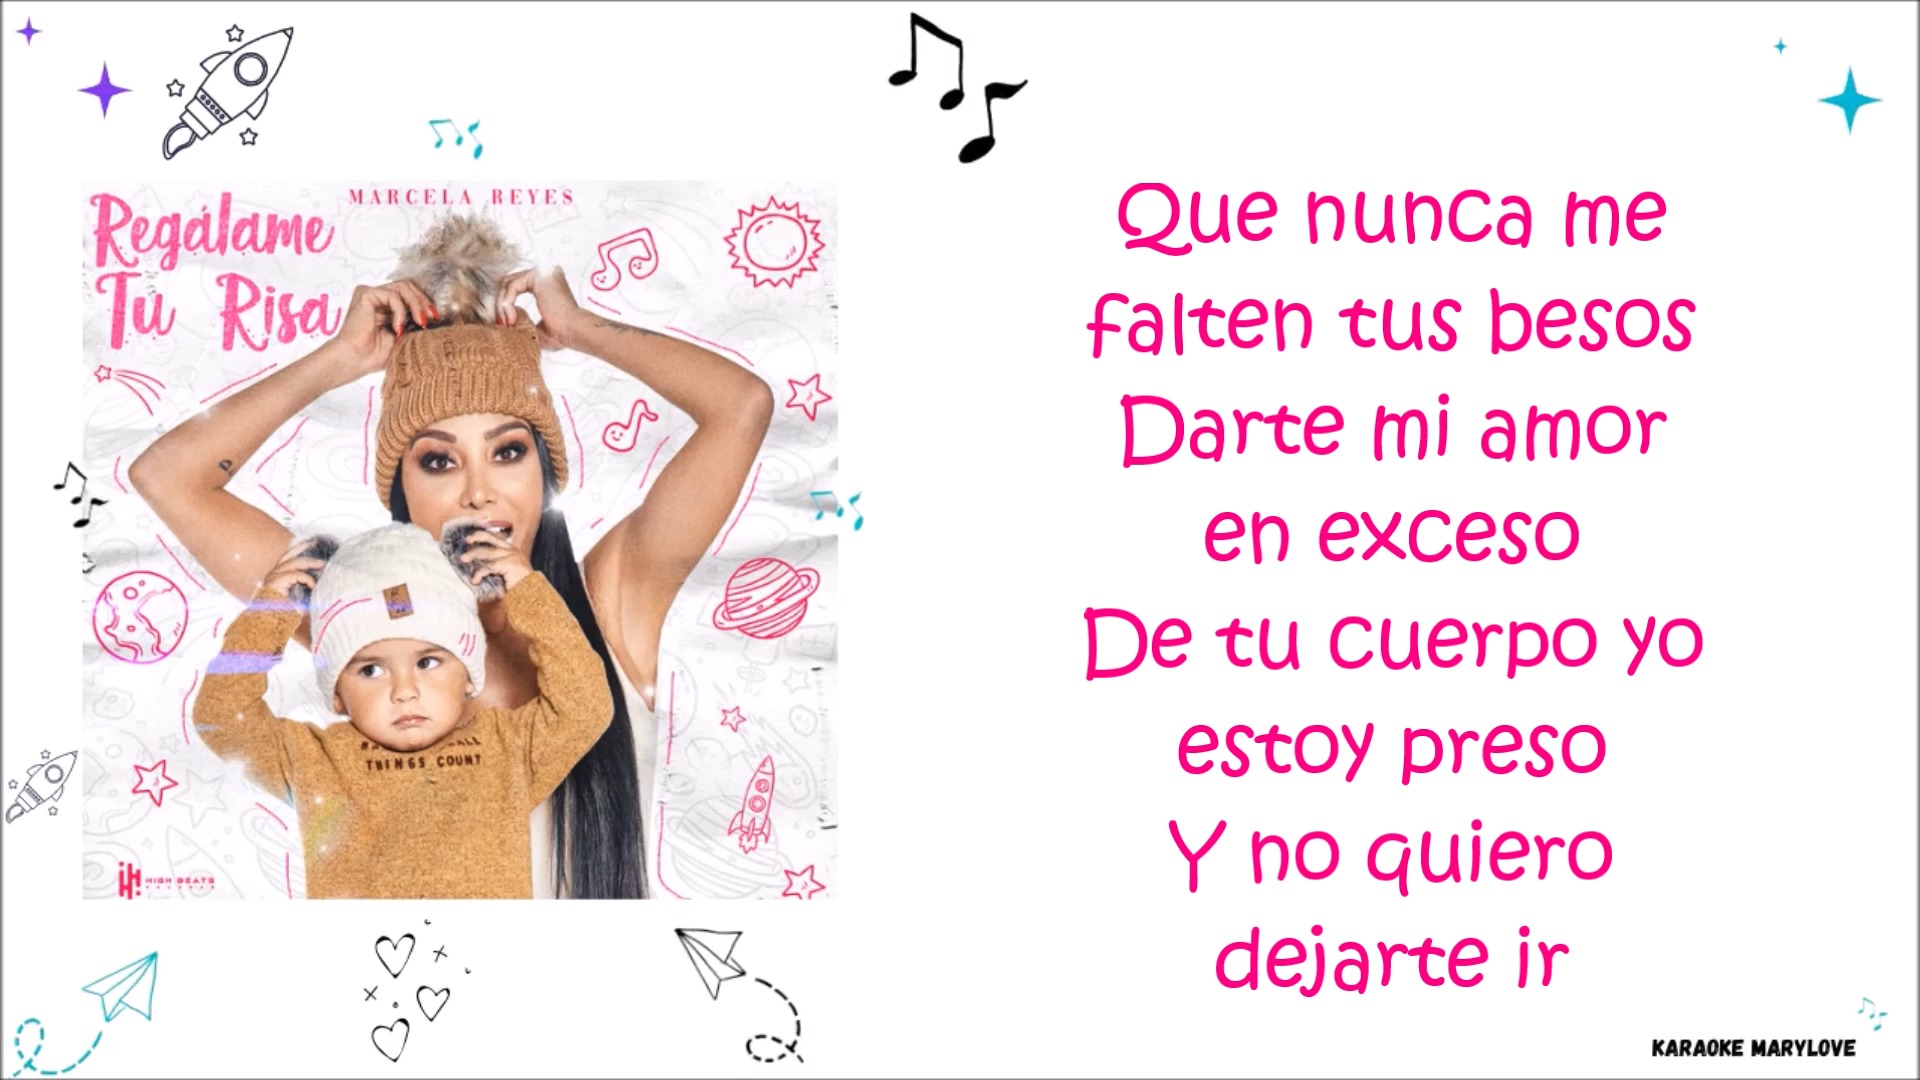 MARCELA REYES
Regálame
Tu Risa
THINGS COUNT
HIGH BEATS
Que nunca me
falten tus besos
Darte mi amor
en exceso
De tu cuerpo yo
estoy preso
Y no quiero
dejarte ir
KARAOKE MARYLOVE